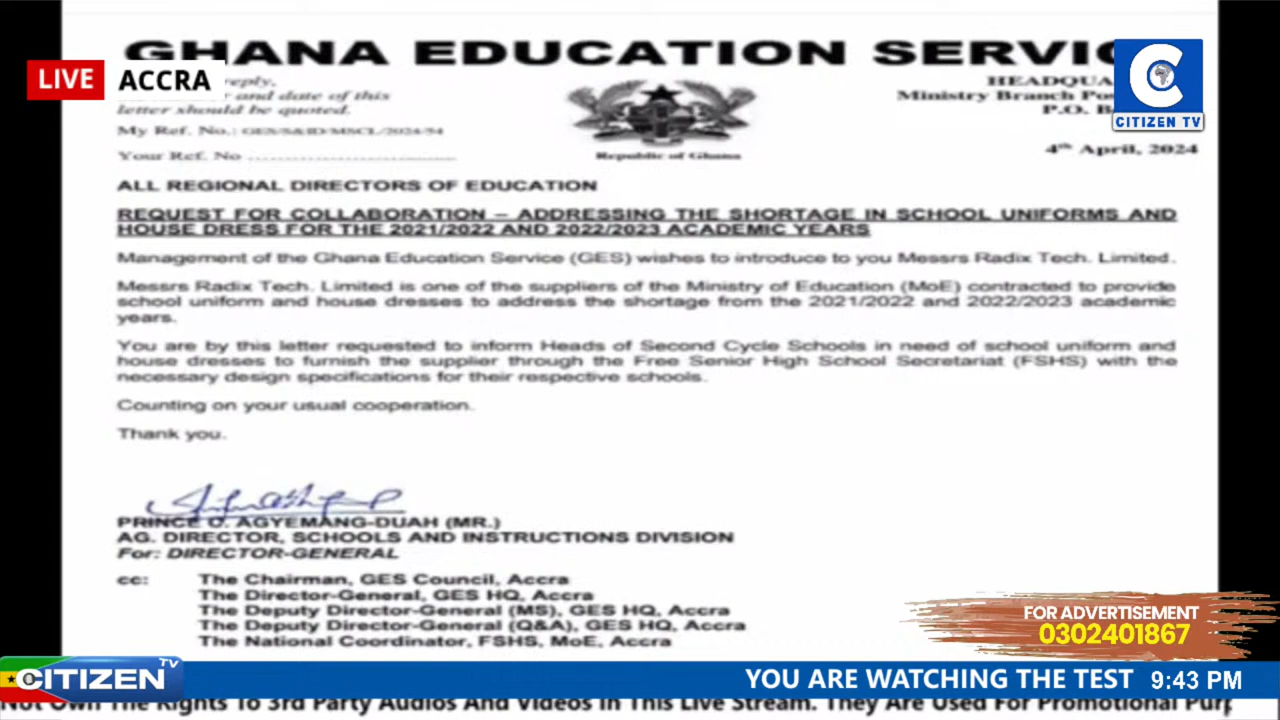 GHANA EDUCATION SERVIC
LIVE ACCRA
reply,
and date of this
letter should be quoted.
My Ref. No.: GES/S&ID/MSCL/2024/54
Your Ref. No ................................
Republic of Ghana
HEADQUA
Ministry Branch Pos
P.O. B
C
CITIZEN TV
4th April, 2024
ALL REGIONAL DIRECTORS OF EDUCATION
REQUEST FOR COLLABORATION – ADDRESSING THE SHORTAGE IN SCHOOL UNIFORMS AND
HOUSE DRESS FOR THE 2021/2022 AND 2022/2023 ACADEMIC YEARS
Management of the Ghana Education Service (GES) wishes to introduce to you Messrs Radix Tech. Limited.
Messrs Radix Tech. Limited is one of the suppliers of the Ministry of Education (MoE) contracted to provide
school uniform and house dresses to address the shortage from the 2021/2022 and 2022/2023 academic
years.
You are by this letter requested to inform Heads of Second Cycle Schools in need of school uniform and
house dresses to furnish the supplier through the Free Senior High School Secretariat (FSHS) with the
necessary design specifications for their respective schools.
Counting on your usual cooperation.
Thank you.
PRINCE C. AGYEMANG-DUAH (MR.)
AG. DIRECTOR, SCHOOLS AND INSTRUCTIONS DIVISION
For: DIRECTOR-GENERAL
cc: The Chairman, GES Council, Accra
The Director-General, GES HQ, Accra
The Deputy Director-General (MS), GES HQ, Accra
The Deputy Director-General (Q&A), GES HQ, Accra
The National Coordinator, FSHS, MoE, Accra
FOR ADVERTISEMENT
0302401867
CITIZEN TV
YOU ARE WATCHING THE TEST 9:43 PM
Not Own The Rights To 3rd Party Audios And Videos In This Live Stream. They Are Used For Promotional Purp